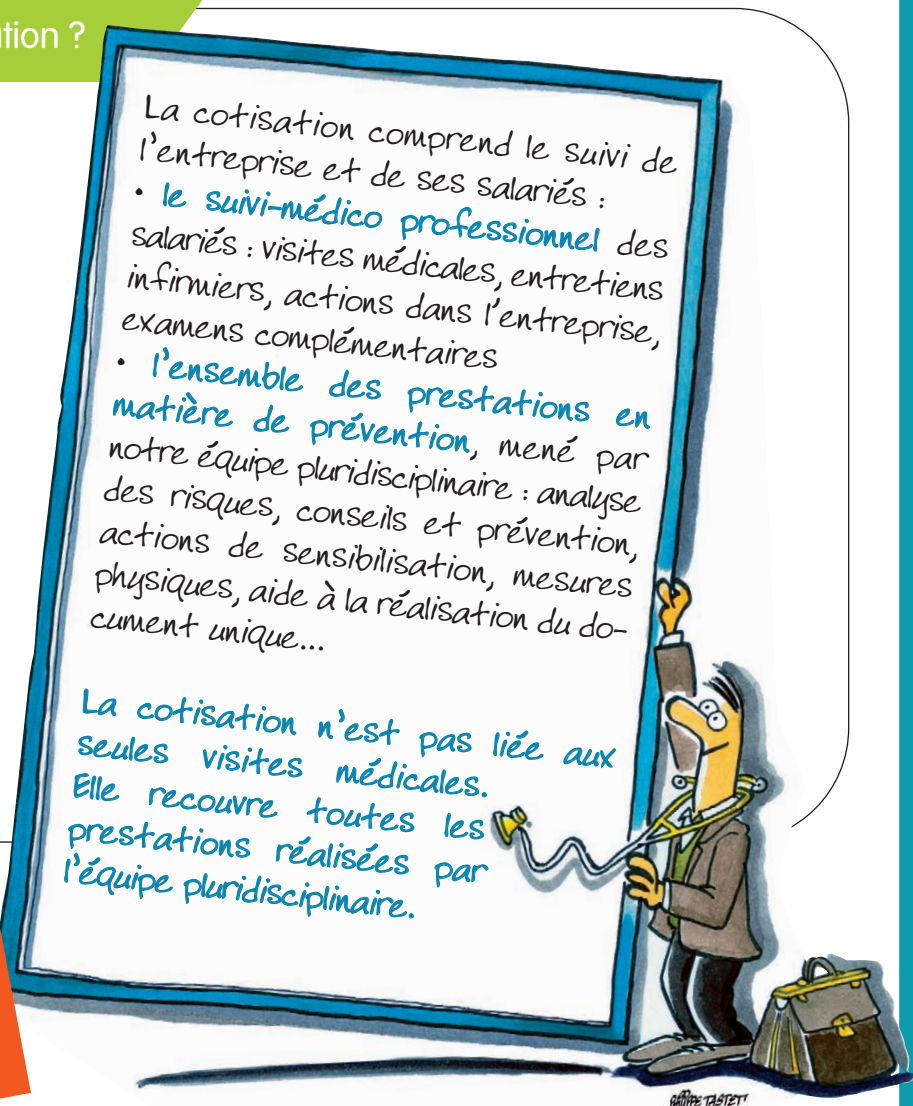 tion ?
La cotisation comprend le suivi de
l'entreprise et de ses salariés :
• le suivi-médico professionnel des
salariés : visites médicales, entretiens
infirmiers, actions dans l'entreprise,
examens complémentaires
• l'ensemble des prestations en
matière de prévention, mené par
notre équipe pluridisciplinaire : analyse
des risques, conseils et prévention,
actions de sensibilisation, mesures
physiques, aide à la réalisation du do-
cument unique...
La cotisation n'est pas liée aux
seules visites médicales.
Elle recouvre toutes les
prestations réalisées par
l'équipe pluridisciplinaire.
PHILIPPE TASTET